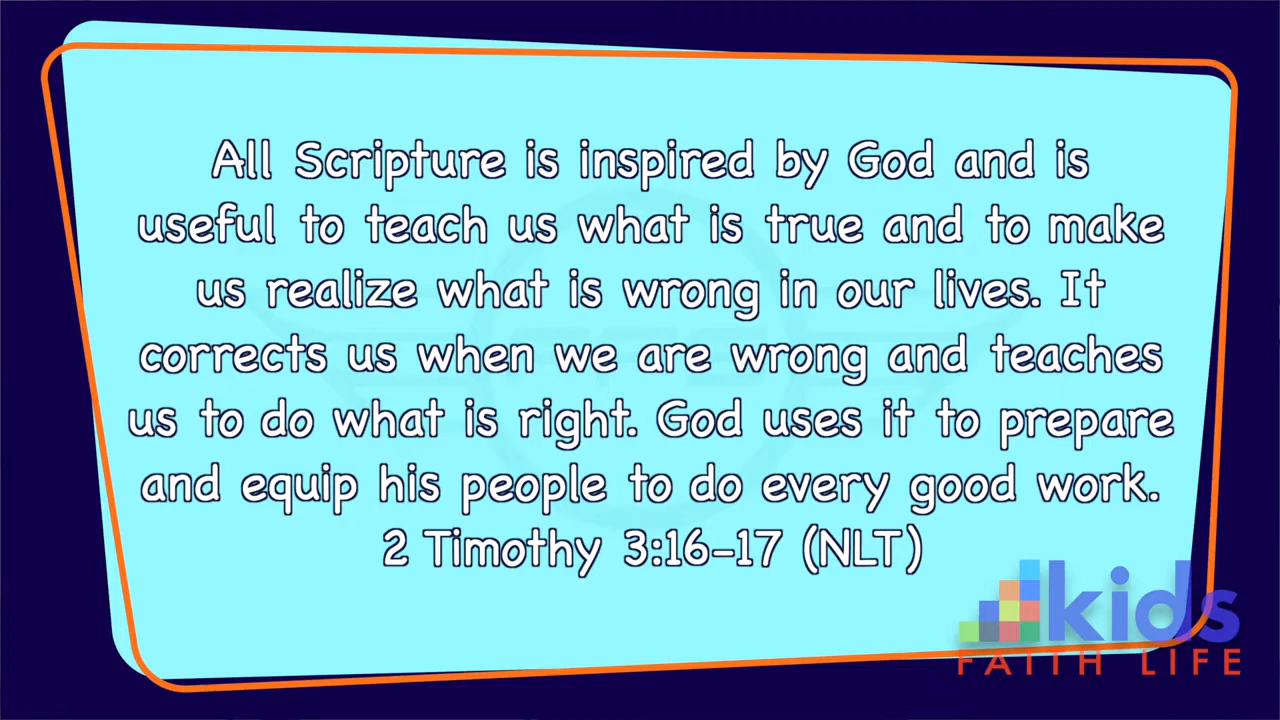 All Scripture is inspired by God and is
useful to teach us what is true and to make
us realize what is wrong in our lives. It
corrects us when we are wrong and teaches
us to do what is right. God uses it to prepare
and equip his people to do every good work.
2 Timothy 3:16-17 (NLT)
kids
FAITH LIFE